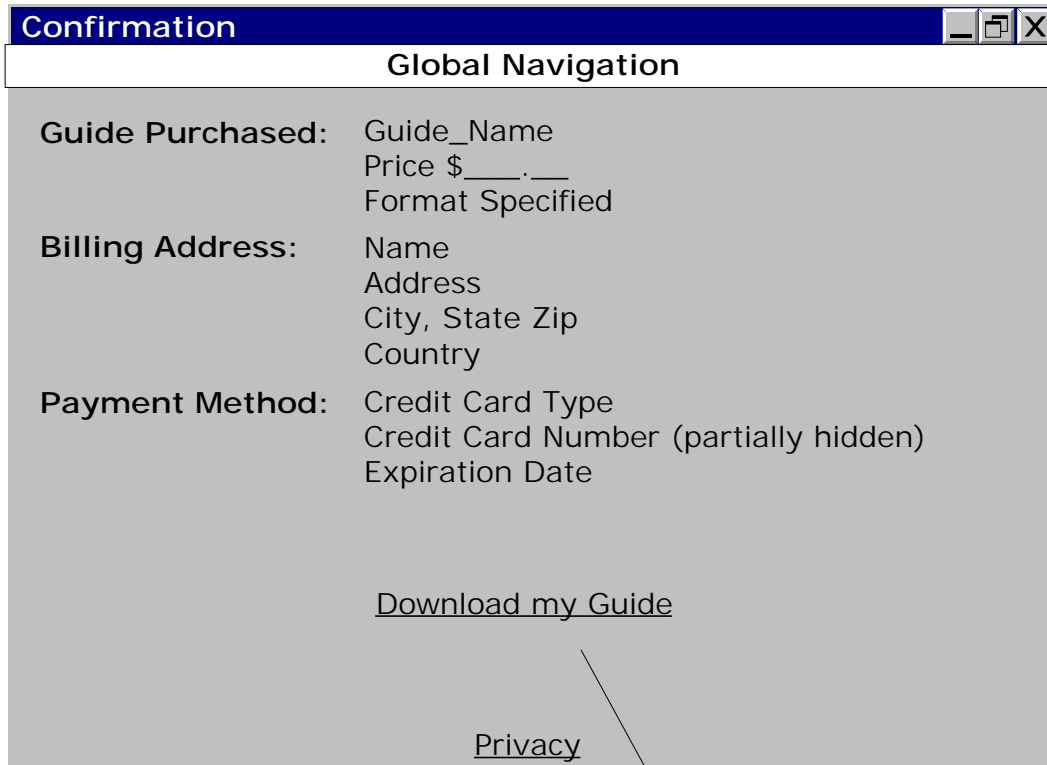 Confirmation
Global Navigation
Guide Purchased: Guide_Name
Price $___.__
Format Specified
Billing Address: Name
Address
City, State Zip
Country
Payment Method: Credit Card Type
Credit Card Number (partially hidden)
Expiration Date
Download my Guide
Privacy